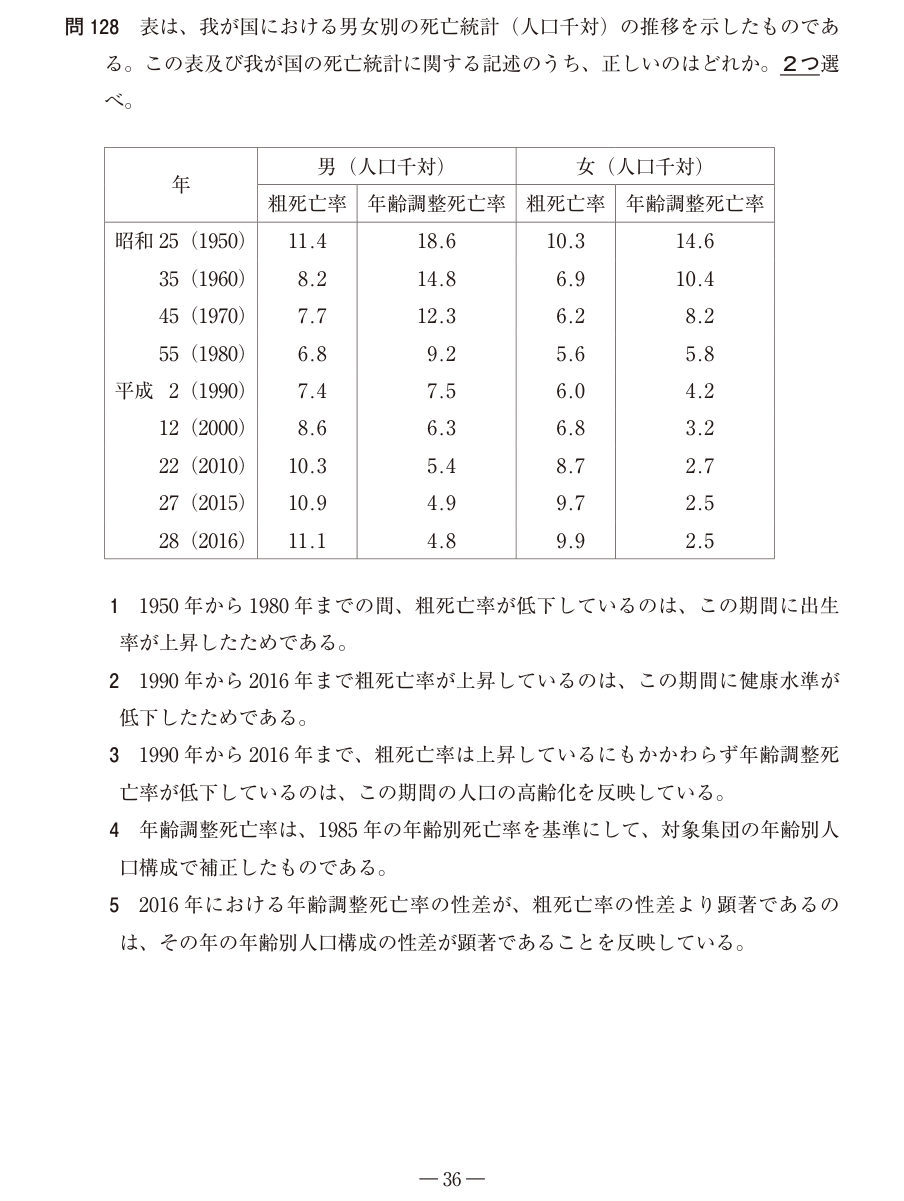 問 128 表は、我が国における男女別の死亡統計（人口千対）の推移を示したものであ
る。この表及び我が国の死亡統計に関する記述のうち、正しいのはどれか。２つ選
べ。
年 男（人口千対） 女（人口千対）
粗死亡率 年齢調整死亡率 粗死亡率 年齢調整死亡率
昭和 25（1950） 11.4 18.6 10.3 14.6
35（1960） 8.2 14.8 6.9 10.4
45（1970） 7.7 12.3 6.2 8.2
55（1980） 6.8 9.2 5.6 5.8
平成 2（1990） 7.4 7.5 6.0 4.2
12（2000） 8.6 6.3 6.8 3.2
22（2010） 10.3 5.4 8.7 2.7
27（2015） 10.9 4.9 9.7 2.5
28（2016） 11.1 4.8 9.9 2.5
1 1950 年から 1980 年までの間、粗死亡率が低下しているのは、この期間に出生
率が上昇したためである。
2 1990 年から 2016 年まで粗死亡率が上昇しているのは、この期間に健康水準が
低下したためである。
3 1990 年から 2016 年まで、粗死亡率は上昇しているにもかかわらず年齢調整死
亡率が低下しているのは、この期間の人口の高齢化を反映している。
4 年齢調整死亡率は、1985 年の年齢別死亡率を基準にして、対象集団の年齢別人
口構成で補正したものである。
5 2016 年における年齢調整死亡率の性差が、粗死亡率の性差より顕著であるの
は、その年の年齢別人口構成の性差が顕著であることを反映している。
— 36 —